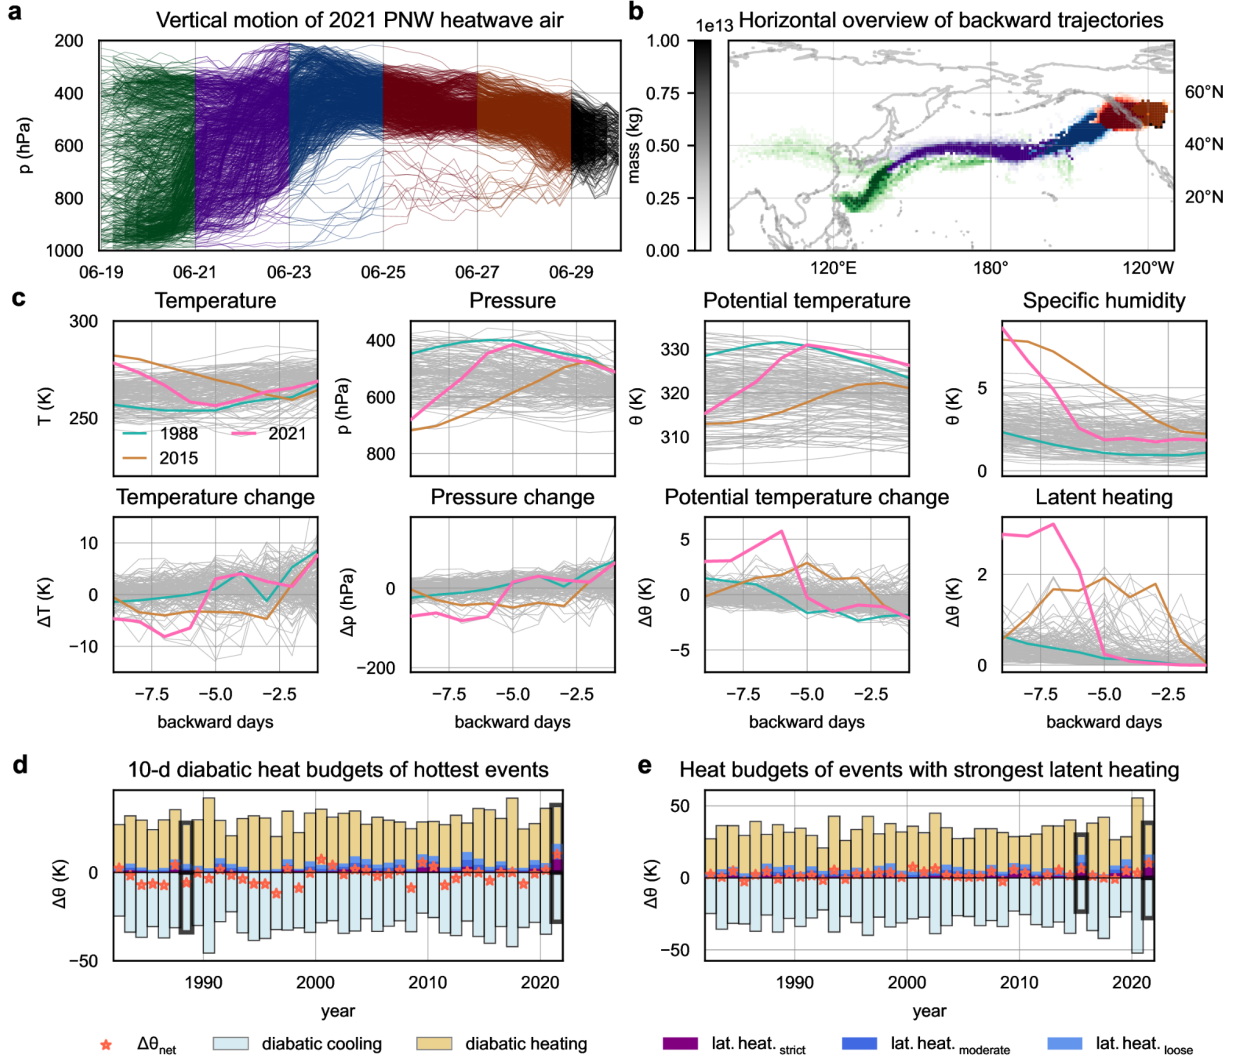 a Vertical motion of 2021 PNW heatwave air
200
400
600
800
1000
p (hPa)
06-19 06-21 06-23 06-25 06-27 06-29
b 1e13 Horizontal overview of backward trajectories
1.00
0.75
0.50
0.25
0.00
mass (kg)
60°N
40°N
20°N
120°E 180° 120°W
c Temperature
300
250
T (K)
1988 2021
2015
Pressure
400
600
800
p (hPa)
Potential temperature
330
320
310
θ (K)
Specific humidity
5
0
θ (K)
Temperature change
10
0
−10
ΔT (K)
−7.5 −5.0 −2.5
backward days
Pressure change
0
−200
Δp (hPa)
−7.5 −5.0 −2.5
backward days
Potential temperature change
5
0
−5
Δθ (K)
−7.5 −5.0 −2.5
backward days
Latent heating
2
0
Δθ (K)
−7.5 −5.0 −2.5
backward days
d 10-d diabatic heat budgets of hottest events
0
−50
Δθ (K)
1990 2000 2010 2020
year
e Heat budgets of events with strongest latent heating
50
0
−50
Δθ (K)
1990 2000 2010 2020
year
Δθnet diabatic cooling diabatic heating lat. heat. strict lat. heat. moderate lat. heat. loose